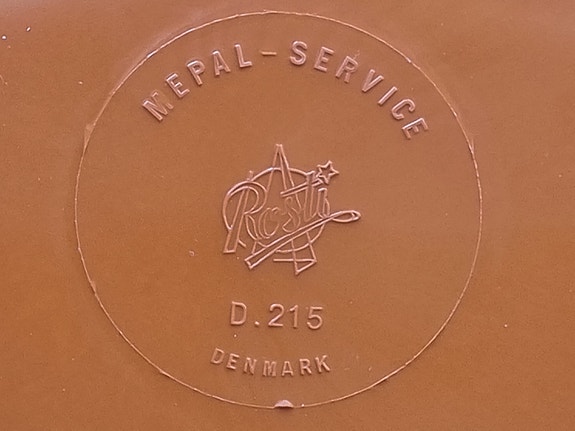 MEPAL-SERVICE
Rosti
D.215
DENMARK